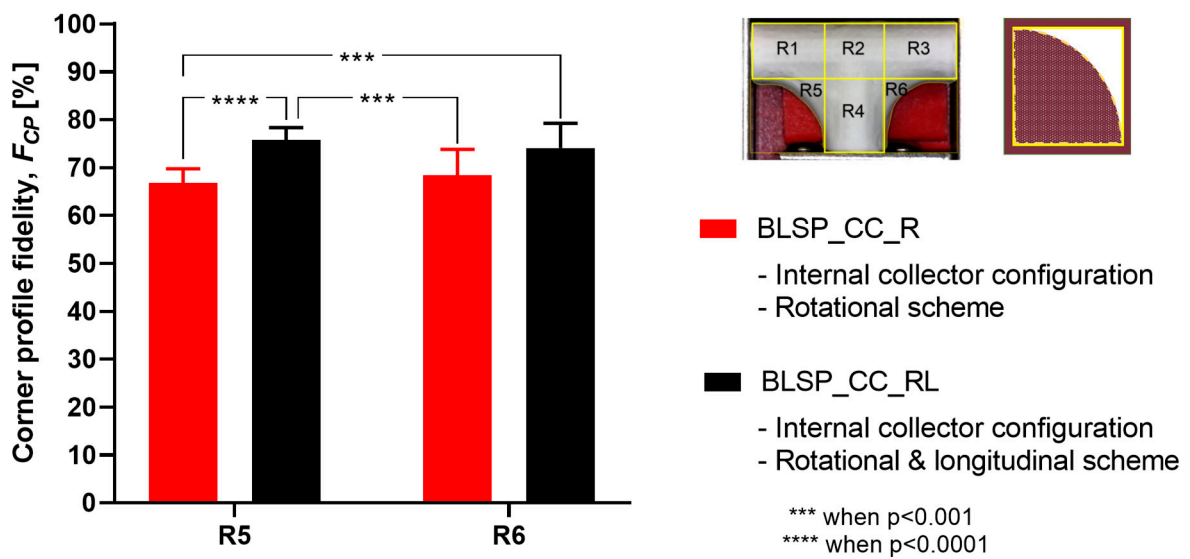 Corner profile fidelity, F_CP [%]
100
90
80
70
60
50
40
30
20
10
0
***
****
***
R5
R6
R1
R2
R3
R5
R4
R6
BLSP_CC_R
- Internal collector configuration
- Rotational scheme
BLSP_CC_RL
- Internal collector configuration
- Rotational & longitudinal scheme
*** when p<0.001
**** when p<0.0001